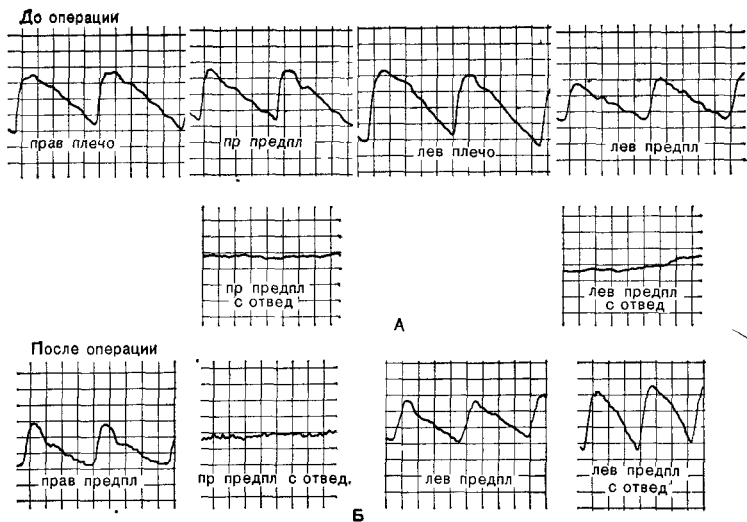 До операции
прав плечо
пр предпл
лев плечо
лев предпл
пр предпл
с отвед
лев предпл
с отвед
А
После операции
прав предпл
пр предпл с отвед.
лев предпл
лев предпл
с отвед
Б